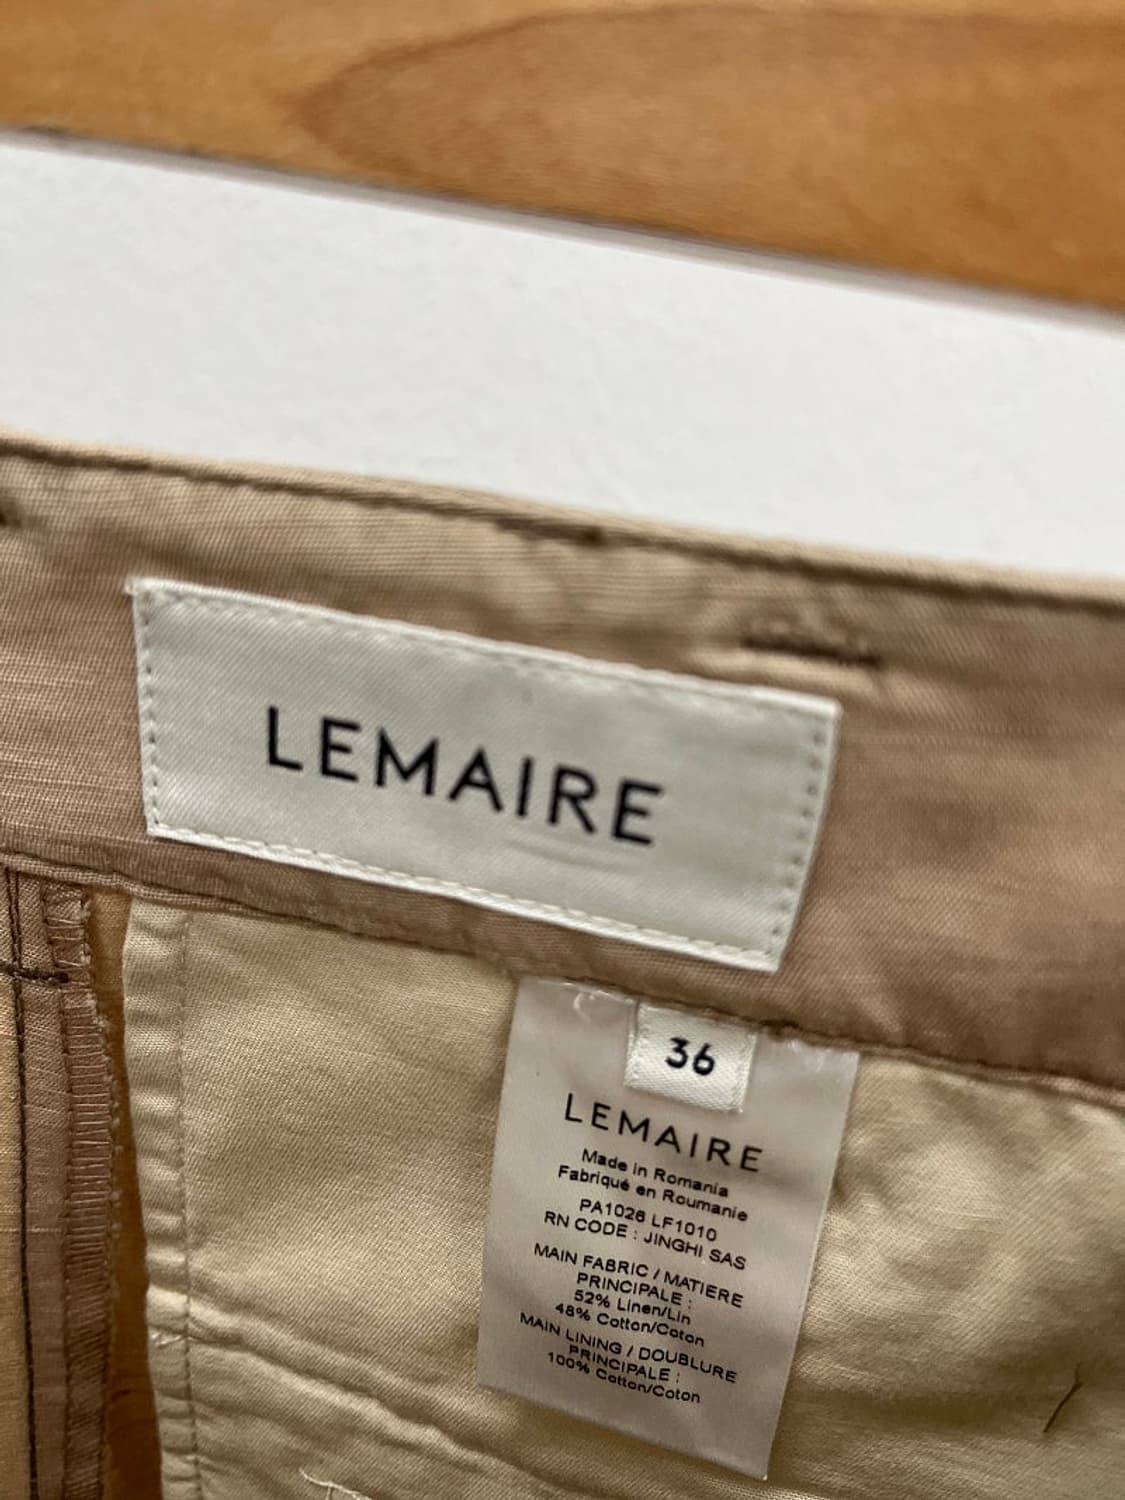 LEMAIRE
36
LEMAIRE
Made in Romania
Fabriqué en Roumanie
PA1026 LF1010
RN CODE : JINGHI SAS
MAIN FABRIC / MATIERE
PRINCIPALE :
52% Linen/Lin
48% Cotton/Coton
MAIN LINING / DOUBLURE
PRINCIPALE :
100% Cotton/Coton